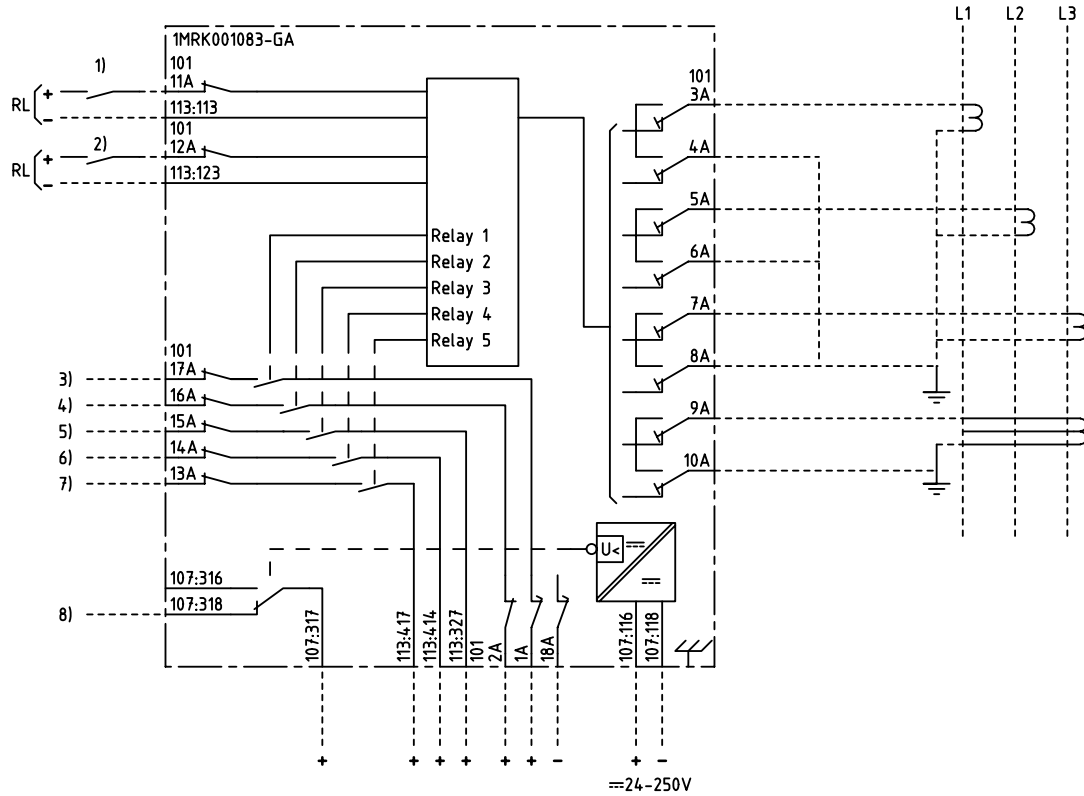 L1 L2 L3
1MRK001083-GA
1)
101
11A
RL + -
113:113
101
2)
12A
RL + -
113:123
101
3A
4A
5A
6A
7A
8A
9A
10A
Relay 1
Relay 2
Relay 3
Relay 4
Relay 5
101
3) 17A
4) 16A
5) 15A
6) 14A
7) 13A
U<
107:316
8) 107:318
107:317
113:417
113:414
113:327
101
2A
1A
18A
107:116
107:118
+ + + + + + - + -
24-250V